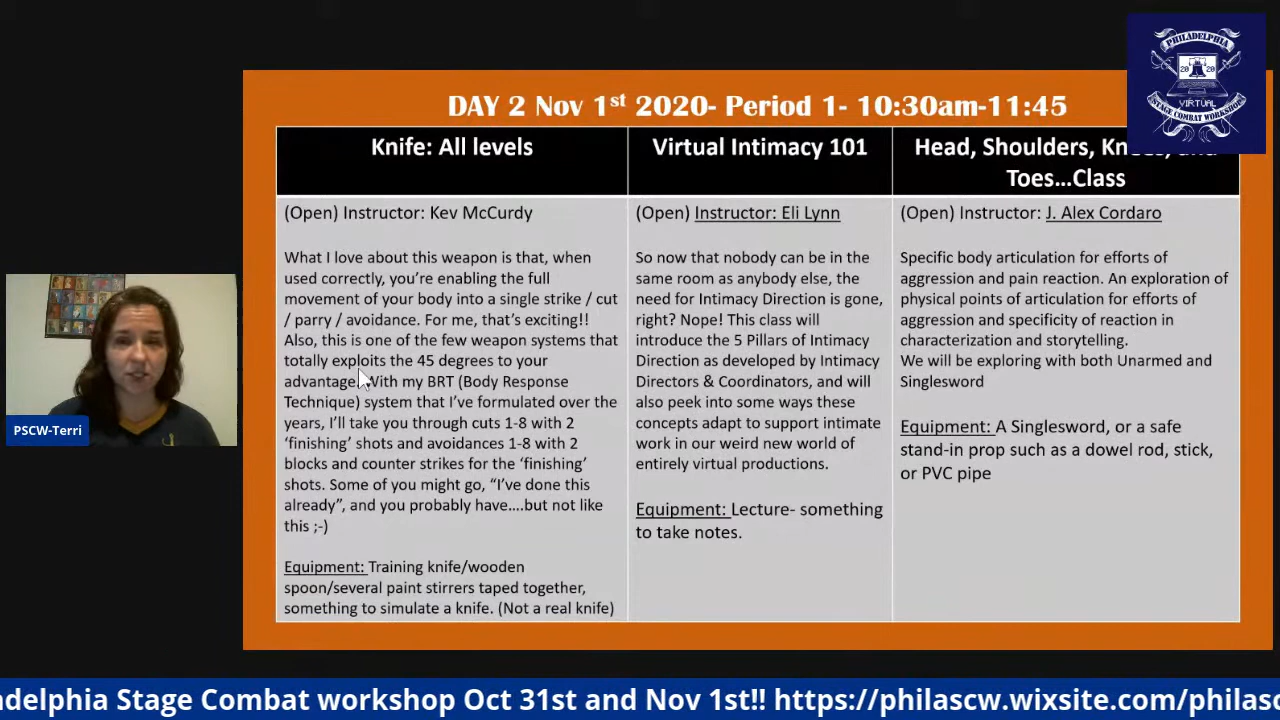 PHILADELPHIA
20 20
VIRTUAL
STAGE COMBAT WORKSHOP
DAY 2 Nov 1st 2020- Period 1- 10:30am-11:45
Knife: All levels
(Open) Instructor: Kev McCurdy
What I love about this weapon is that, when
used correctly, you're enabling the full
movement of your body into a single strike / cut
/ parry / avoidance. For me, that's exciting!!
Also, this is one of the few weapon systems that
totally exploits the 45 degrees to your
advantage. With my BRT (Body Response
Technique) system that I've formulated over the
years, I'll take you through cuts 1-8 with 2
'finishing' shots and avoidances 1-8 with 2
blocks and counter strikes for the 'finishing'
shots. Some of you might go, "I've done this
already", and you probably have....but not like
this ;-)
Equipment: Training knife/wooden
spoon/several paint stirrers taped together,
something to simulate a knife. (Not a real knife)
Virtual Intimacy 101
(Open) Instructor: Eli Lynn
So now that nobody can be in the
same room as anybody else, the
need for Intimacy Direction is gone,
right? Nope! This class will
introduce the 5 Pillars of Intimacy
Direction as developed by Intimacy
Directors & Coordinators, and will
also peek into some ways these
concepts adapt to support intimate
work in our weird new world of
entirely virtual productions.
Equipment: Lecture- something
to take notes.
Head, Shoulders, Knees, and
Toes...Class
(Open) Instructor: J. Alex Cordaro
Specific body articulation for efforts of
aggression and pain reaction. An exploration of
physical points of articulation for efforts of
aggression and specificity of reaction in
characterization and storytelling.
We will be exploring with both Unarmed and
Singlesword
Equipment: A Singlesword, or a safe
stand-in prop such as a dowel rod, stick,
or PVC pipe
PSCW-Terri
adelphia Stage Combat workshop Oct 31st and Nov 1st!! https://philascw.wixsite.com/philasc